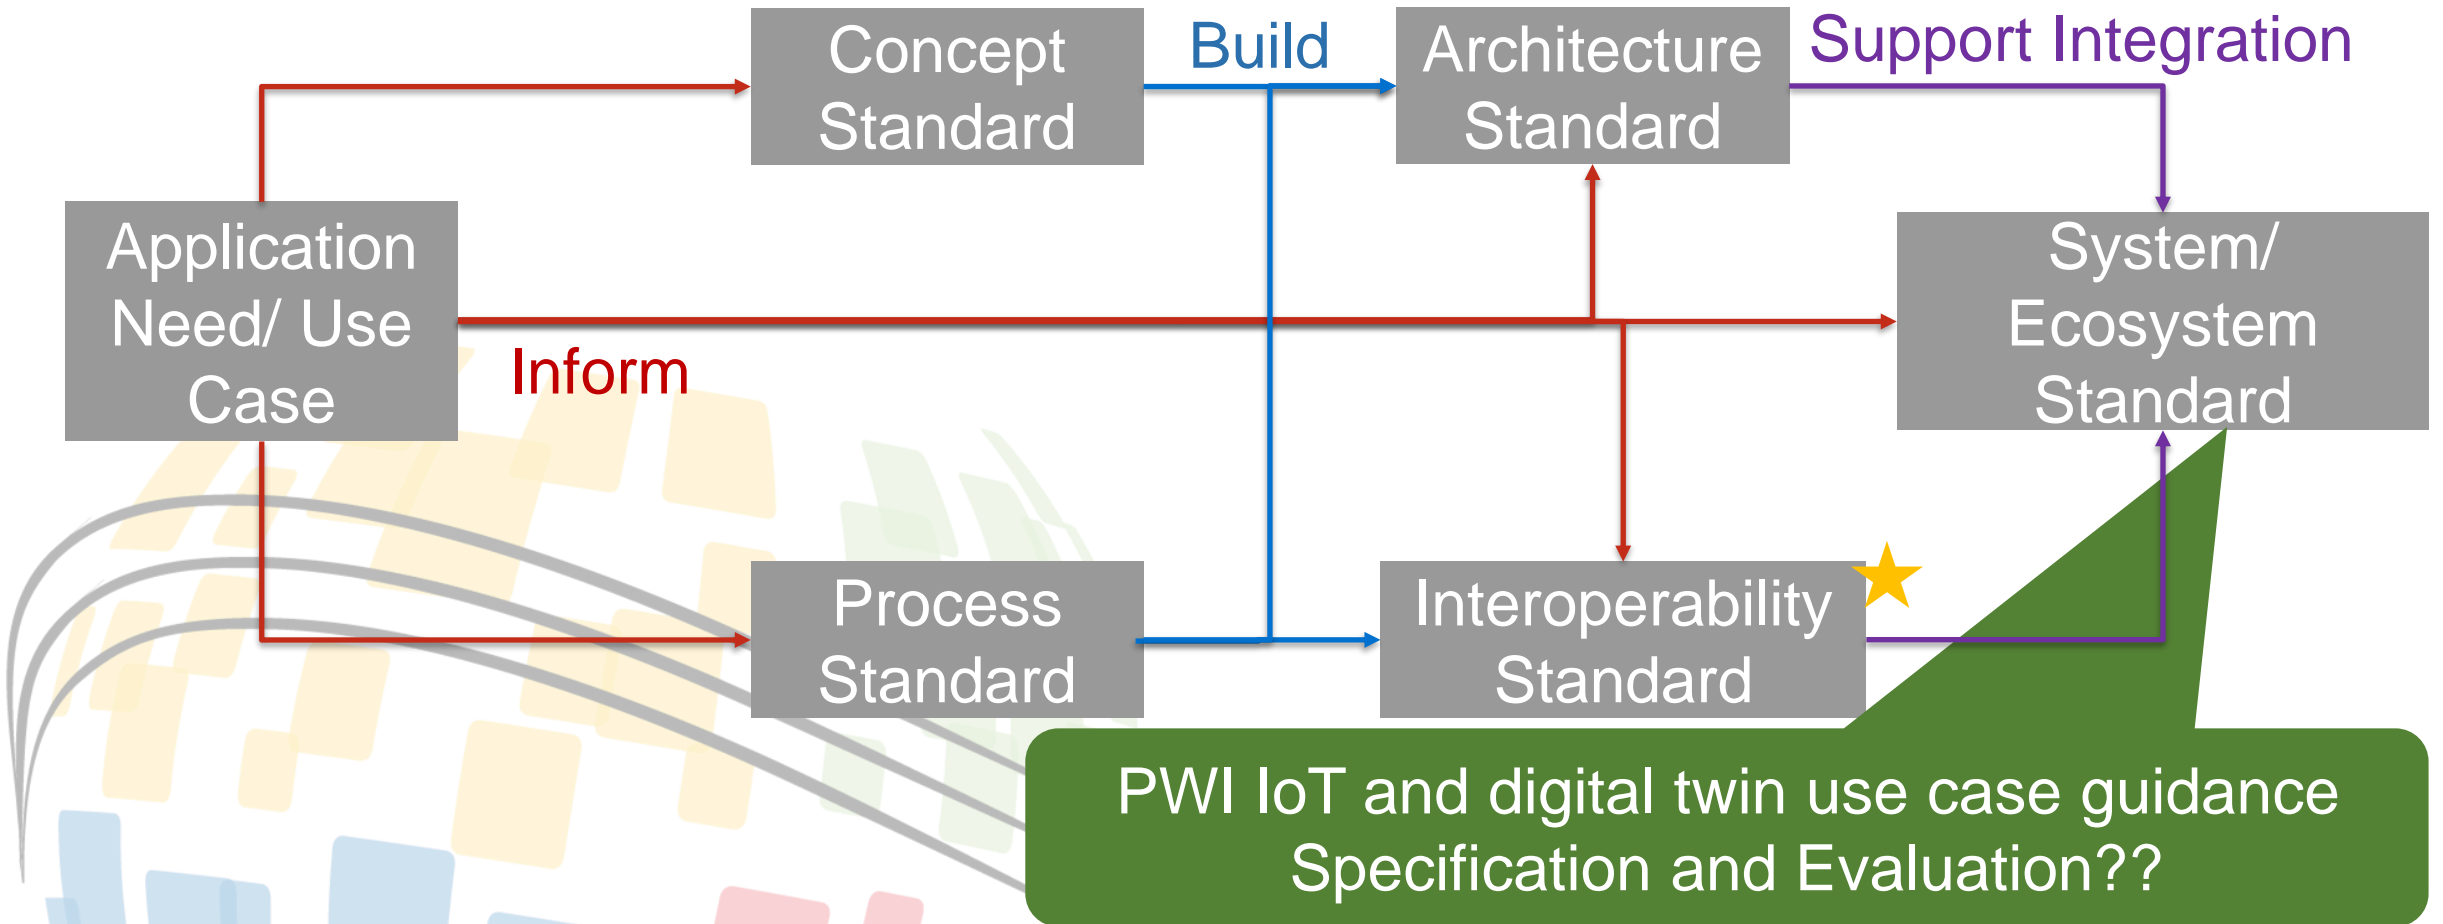 Concept
Standard
Build
Architecture
Standard
Support Integration
Application
Need/ Use
Case
Inform
System/
Ecosystem
Standard
Process
Standard
Interoperability
Standard
PWI IoT and digital twin use case guidance
Specification and Evaluation??